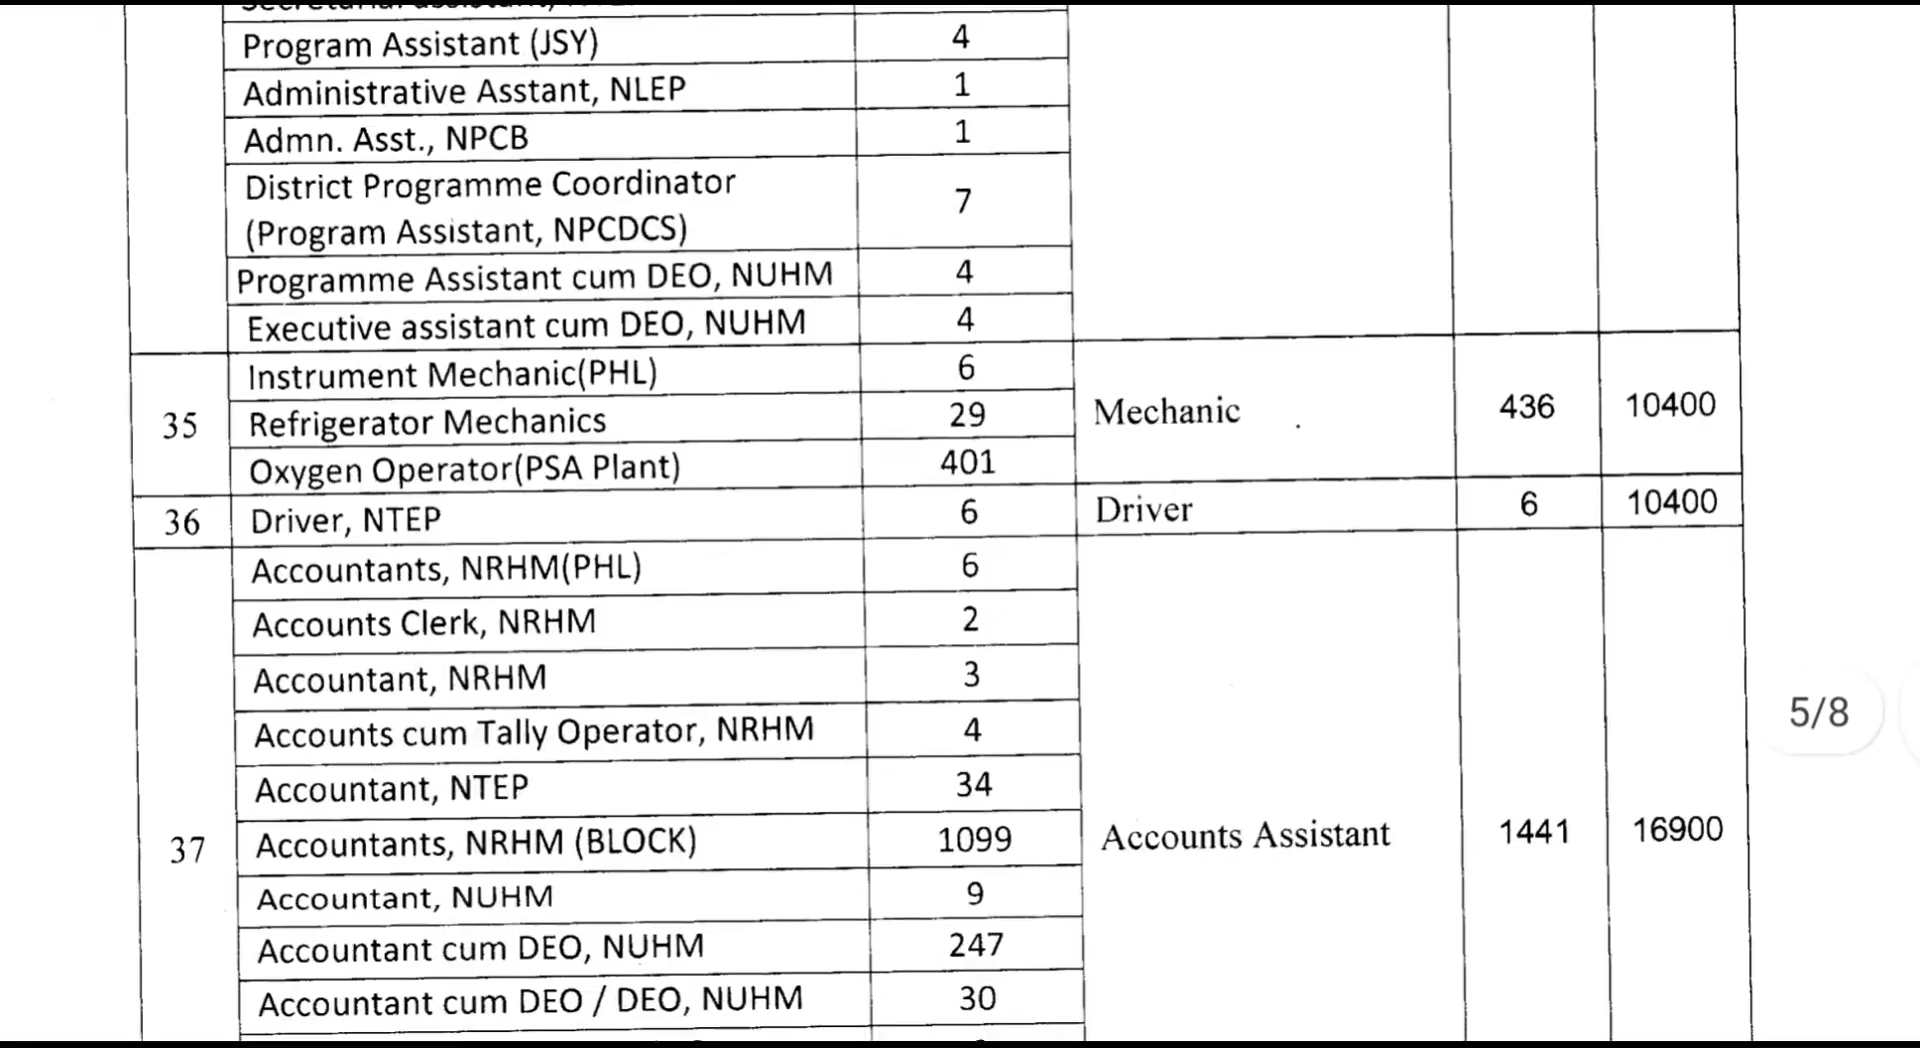 Program Assistant (JSY) 4
Administrative Asstant, NLEP 1
Admn. Asst., NPCB 1
District Programme Coordinator
(Program Assistant, NPCDCS) 7
Programme Assistant cum DEO, NUHM 4
Executive assistant cum DEO, NUHM 4
Instrument Mechanic(PHL) 6
35 Refrigerator Mechanics 29 Mechanic 436 10400
Oxygen Operator(PSA Plant) 401
36 Driver, NTEP 6 Driver 6 10400
Accountants, NRHM(PHL) 6
Accounts Clerk, NRHM 2
Accountant, NRHM 3
5/8
Accounts cum Tally Operator, NRHM 4
Accountant, NTEP 34
37 Accountants, NRHM (BLOCK) 1099 Accounts Assistant 1441 16900
Accountant, NUHM 9
Accountant cum DEO, NUHM 247
Accountant cum DEO / DEO, NUHM 30